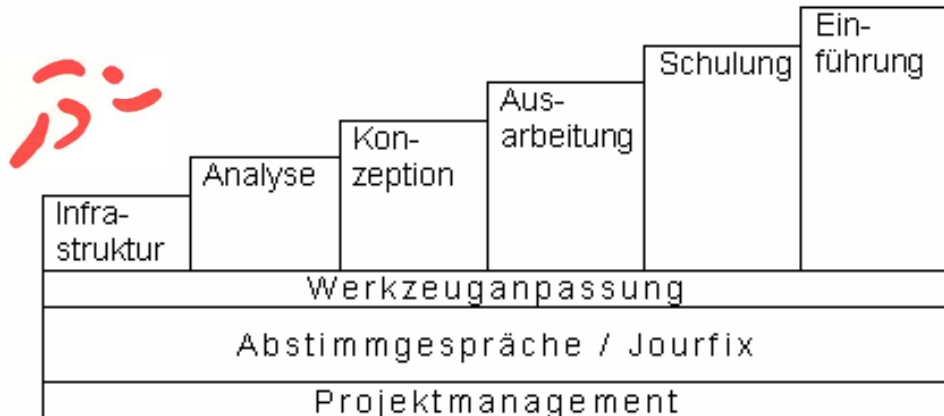 Infra-
struktur
Analyse
Kon-
zeption
Aus-
arbeitung
Schulung
Ein-
führung
Werkzeuganpassung
Abstimmgespräche / Jourfix
Projektmanagement